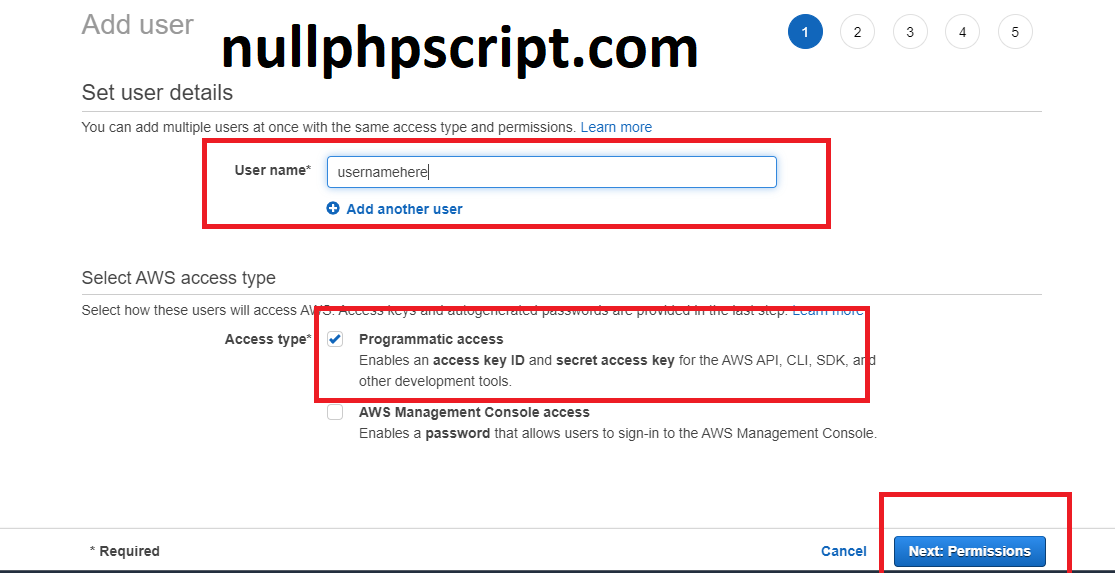 Add user
nullphpscript.com
1 2 3 4 5
Set user details
You can add multiple users at once with the same access type and permissions. Learn more
User name* usernamehere
Add another user
Select AWS access type
Select how these users will access AWS. Access keys and autogenerated passwords are provided in the last step. Learn more
Access type* Programmatic access
Enables an access key ID and secret access key for the AWS API, CLI, SDK, and
other development tools.
AWS Management Console access
Enables a password that allows users to sign-in to the AWS Management Console.
* Required Cancel Next: Permissions